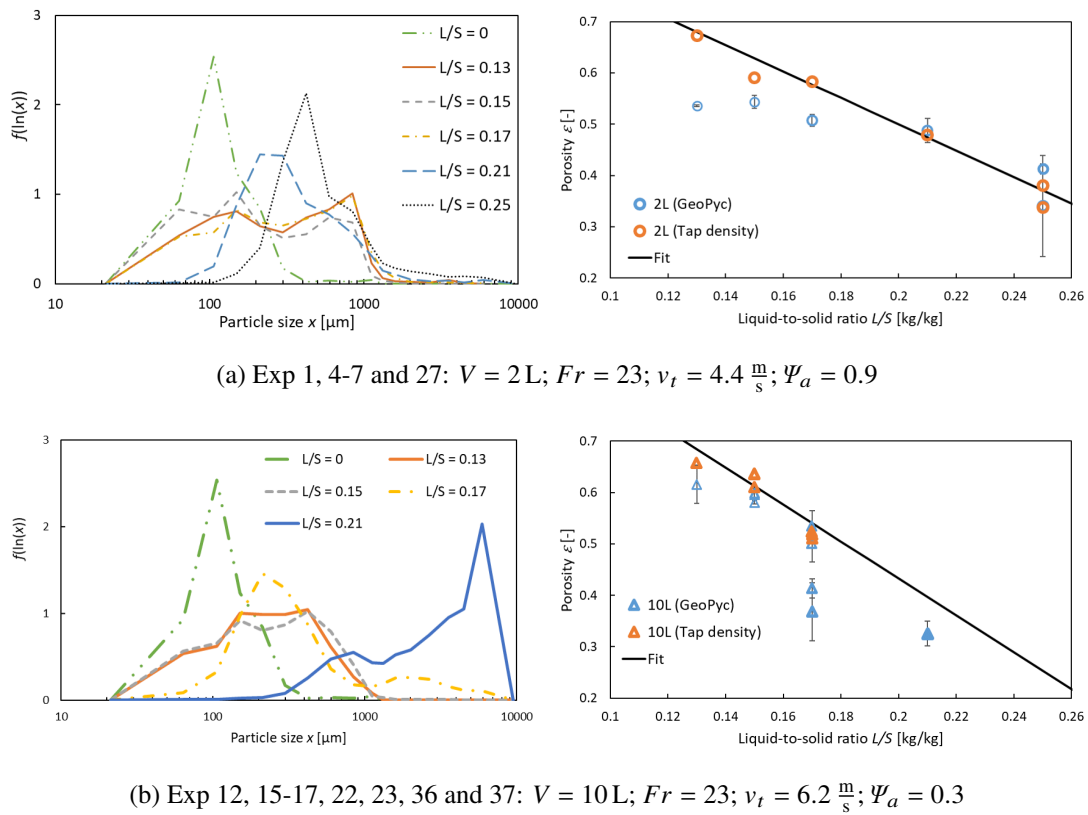 3
2
1
0
f(ln(x))
10
100
1000
10000
Particle size x [µm]
L/S = 0
L/S = 0.13
L/S = 0.15
L/S = 0.17
L/S = 0.21
L/S = 0.25
0.7
0.6
0.5
0.4
0.3
0.2
Porosity ε [-]
0.1
0.12
0.14
0.16
0.18
0.2
0.22
0.24
0.26
Liquid-to-solid ratio L/S [kg/kg]
2L (GeoPyc)
2L (Tap density)
Fit
(a) Exp 1, 4-7 and 27: V = 2 L; Fr = 23; v_t = 4.4 m/s; Ψ_a = 0.9
3
2
1
0
f(ln(x))
10
100
1000
10000
Particle size x [µm]
L/S = 0
L/S = 0.13
L/S = 0.15
L/S = 0.17
L/S = 0.21
0.7
0.6
0.5
0.4
0.3
0.2
Porosity ε [-]
0.1
0.12
0.14
0.16
0.18
0.2
0.22
0.24
0.26
Liquid-to-solid ratio L/S [kg/kg]
10L (GeoPyc)
10L (Tap density)
Fit
(b) Exp 12, 15-17, 22, 23, 36 and 37: V = 10 L; Fr = 23; v_t = 6.2 m/s; Ψ_a = 0.3